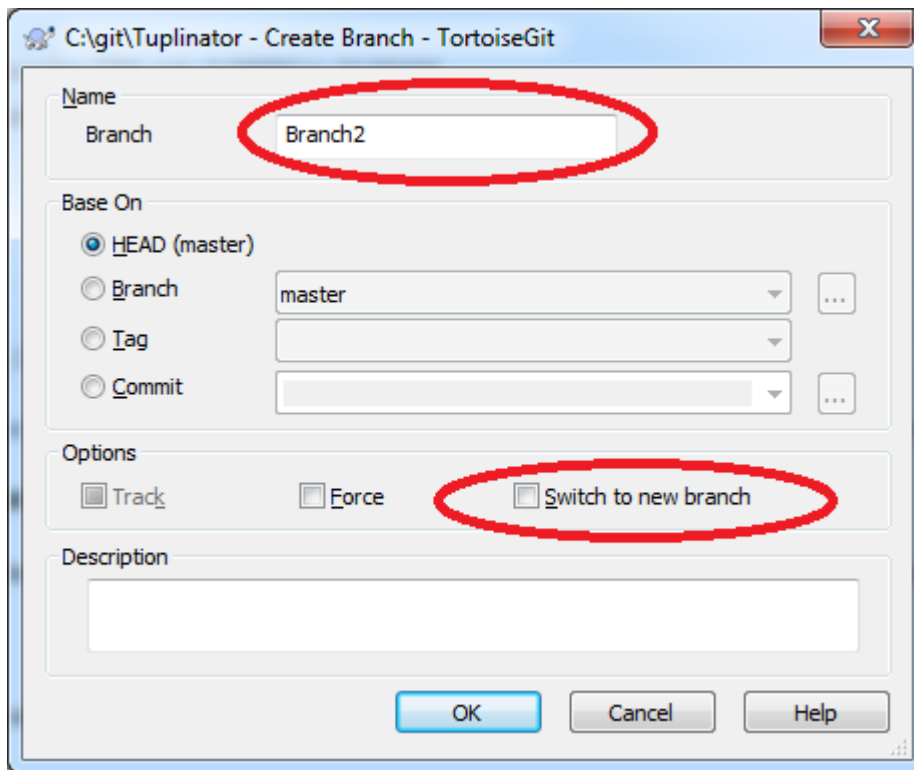 C:\git\Tuplinator - Create Branch - TortoiseGit
Name
Branch Branch2
Base On
HEAD (master)
Branch master ...
Tag
Commit ...
Options
Track Force Switch to new branch
Description
OK Cancel Help